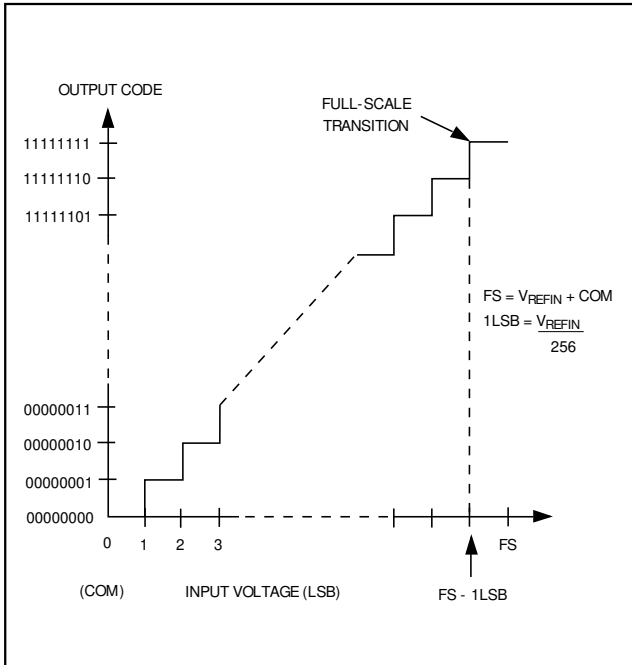 OUTPUT CODE
FULL-SCALE
TRANSITION
11111111
11111110
11111101
FS = VREFIN + COM
1LSB = VREFIN
256
00000011
00000010
00000001
00000000
0 1 2 3 FS
(COM) INPUT VOLTAGE (LSB) FS - 1LSB